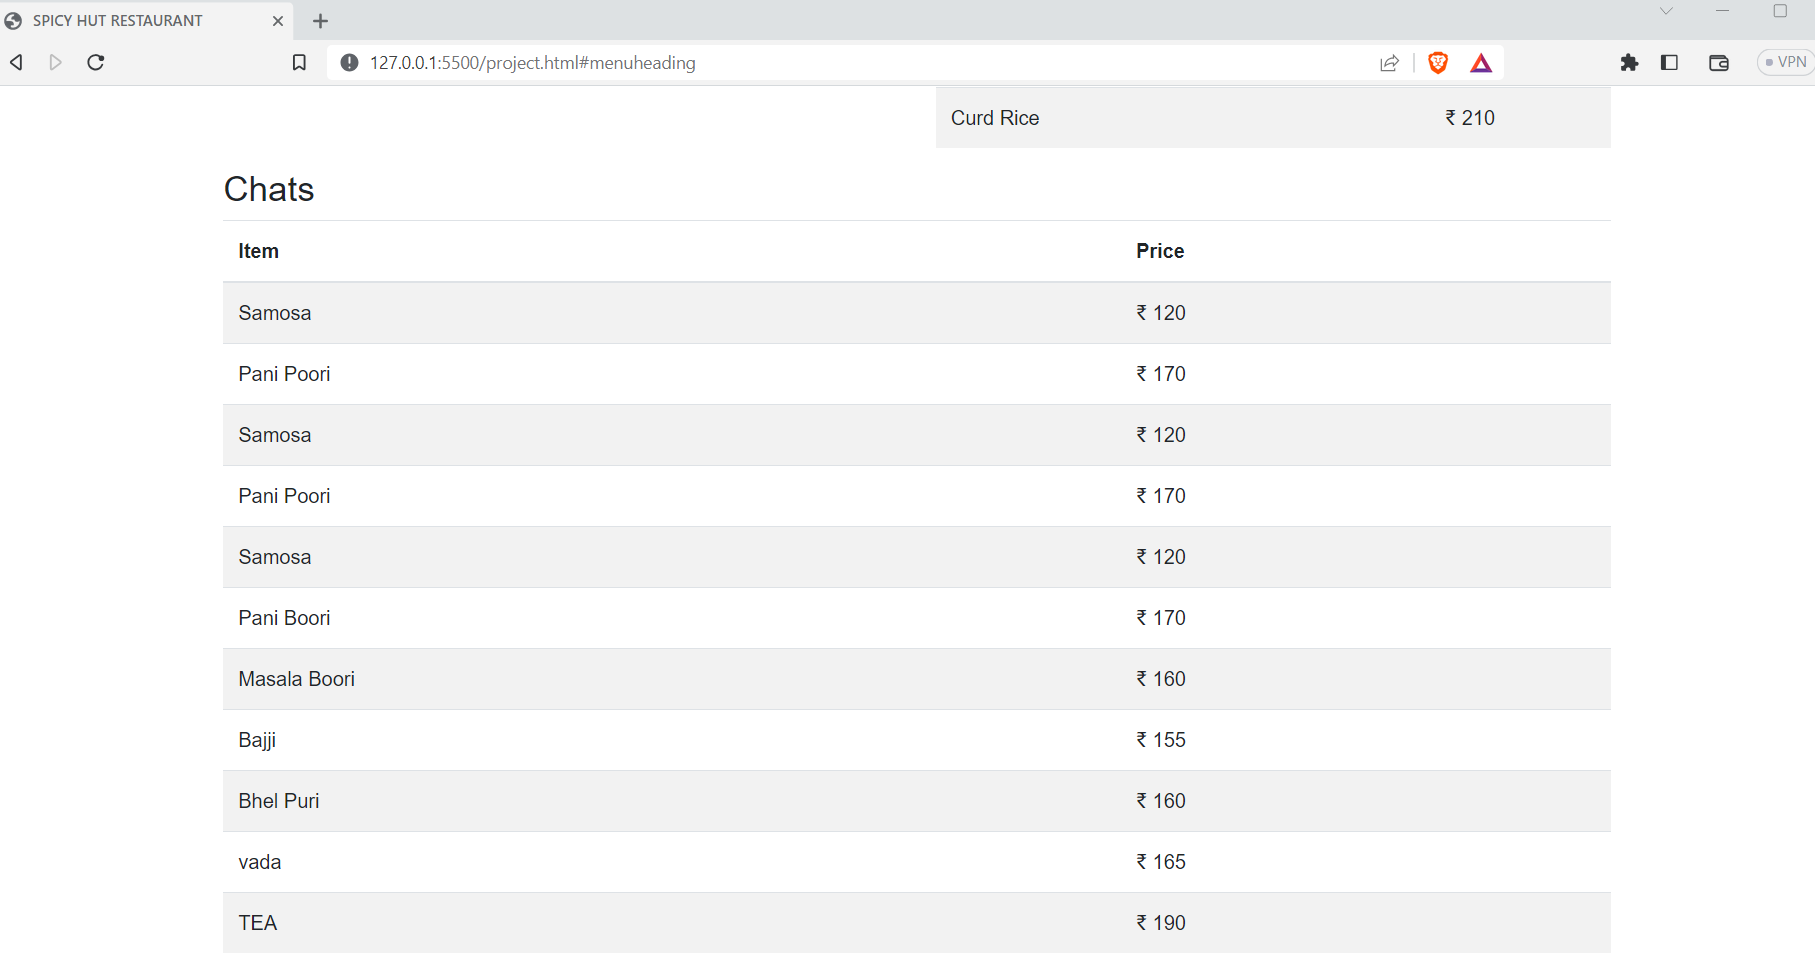 SPICY HUT RESTAURANT
127.0.0.1:5500/project.html#menuheading
VPN
Curd Rice ₹ 210
Chats
Item Price
Samosa ₹ 120
Pani Poori ₹ 170
Samosa ₹ 120
Pani Poori ₹ 170
Samosa ₹ 120
Pani Boori ₹ 170
Masala Boori ₹ 160
Bajji ₹ 155
Bhel Puri ₹ 160
vada ₹ 165
TEA ₹ 190